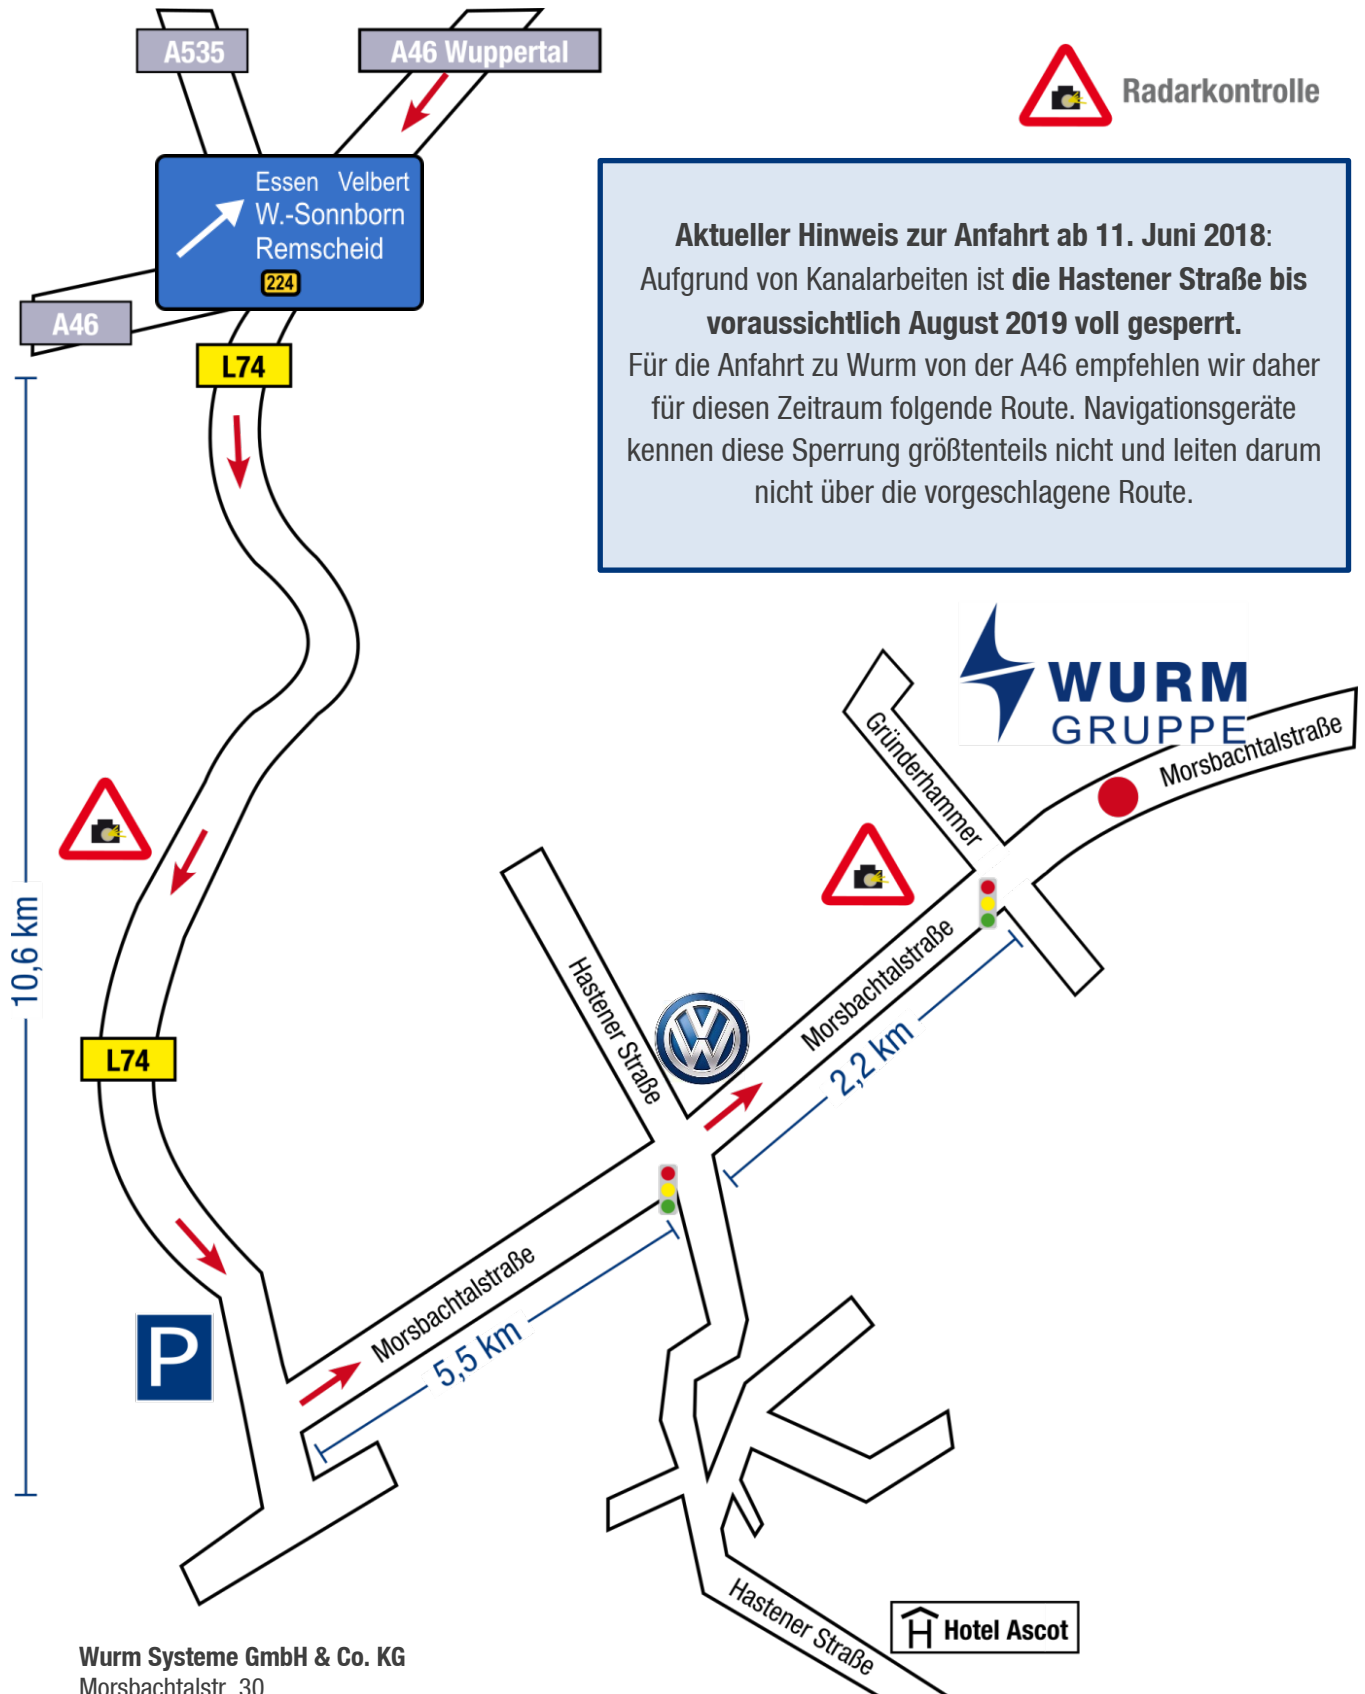 A535
A46 Wuppertal
Radarkontrolle
Essen Velbert
W.-Sonnborn
Remscheid
224
A46
L74
Aktueller Hinweis zur Anfahrt ab 11. Juni 2018:
Aufgrund von Kanalarbeiten ist die Hastener Straße bis
voraussichtlich August 2019 voll gesperrt.
Für die Anfahrt zu Wurm von der A46 empfehlen wir daher
für diesen Zeitraum folgende Route. Navigationsgeräte
kennen diese Sperrung größtenteils nicht und leiten darum
nicht über die vorgeschlagene Route.
WURM
GRUPPE
Gründerhammer
Morsbachtalstraße
10,6 km
Hastener Straße
Morsbachtalstraße
2,2 km
L74
Morsbachtalstraße
5,5 km
P
Hastener Straße
H Hotel Ascot
Wurm Systeme GmbH & Co. KG
Morsbachtalstr. 30